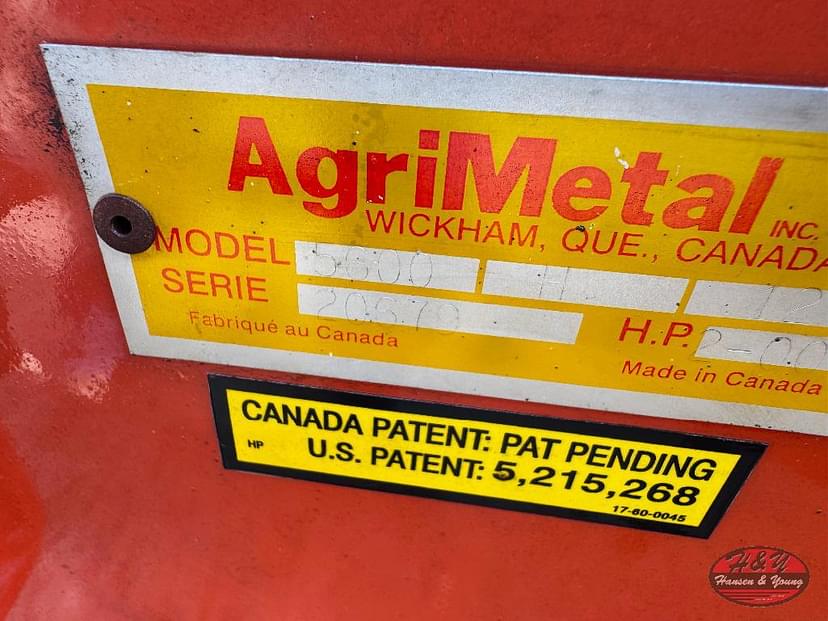 AgriMetal INC.
WICKHAM, QUE., CANADA
MODEL 5600
SERIE
Fabriqué au Canada
H.P.
Made in Canada
CANADA PATENT: PAT PENDING
HP U.S. PATENT: 5,215,268
17-60-0045
H&Y
Hansen & Young